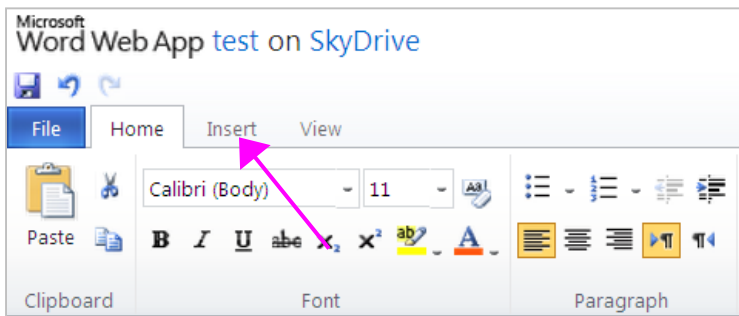 Microsoft
Word Web App test on SkyDrive
File Home Insert View
Calibri (Body) 11 Aa
Paste B I U abc x₂ x² ab A
Clipboard Font Paragraph